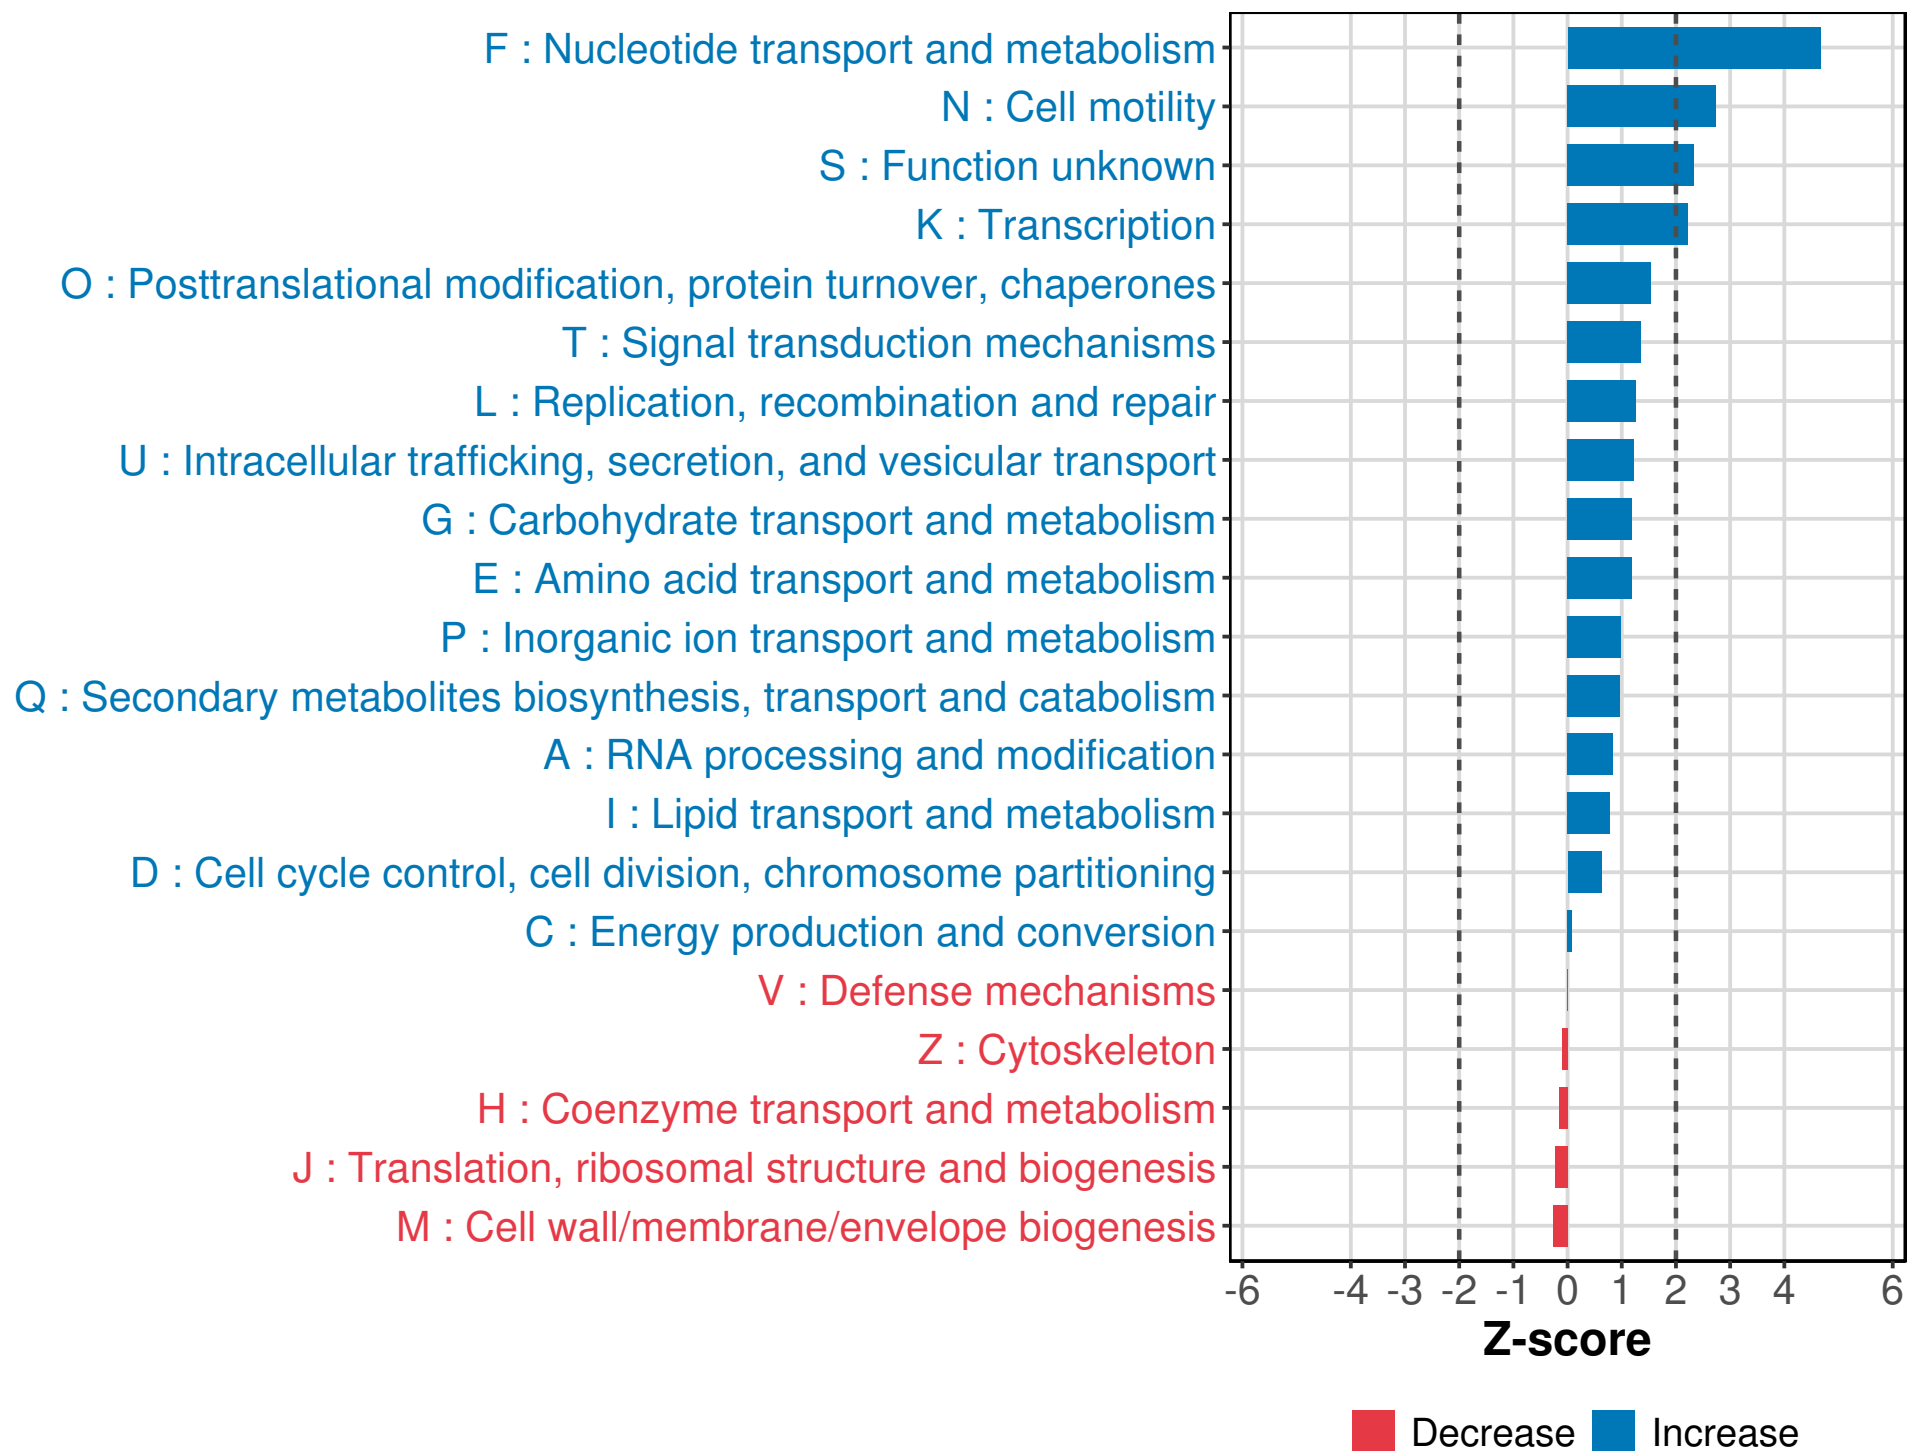 F : Nucleotide transport and metabolism
N : Cell motility
S : Function unknown
K : Transcription
O : Posttranslational modification, protein turnover, chaperones
T : Signal transduction mechanisms
L : Replication, recombination and repair
U : Intracellular trafficking, secretion, and vesicular transport
G : Carbohydrate transport and metabolism
E : Amino acid transport and metabolism
P : Inorganic ion transport and metabolism
Q : Secondary metabolites biosynthesis, transport and catabolism
A : RNA processing and modification
I : Lipid transport and metabolism
D : Cell cycle control, cell division, chromosome partitioning
C : Energy production and conversion
V : Defense mechanisms
Z : Cytoskeleton
H : Coenzyme transport and metabolism
J : Translation, ribosomal structure and biogenesis
M : Cell wall/membrane/envelope biogenesis
-6 -4 -3 -2 -1 0 1 2 3 4 6
Z-score
Decrease Increase